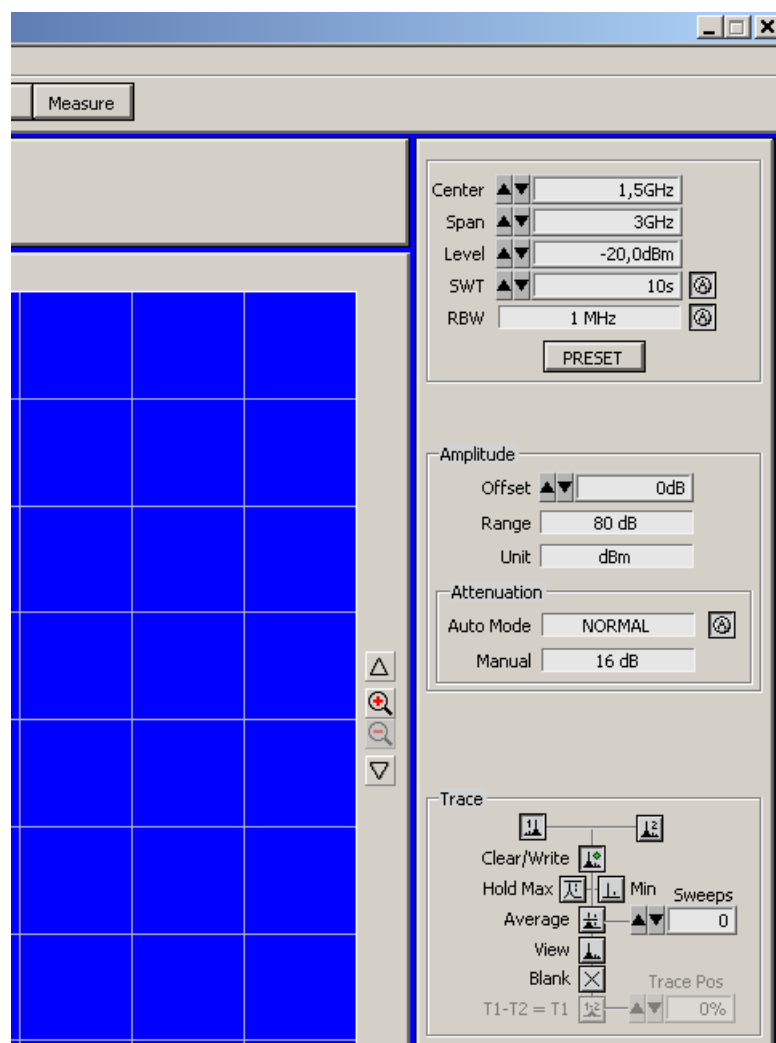 Measure
Center 1,5GHz
Span 3GHz
Level -20,0dBm
SWT 10s
RBW 1 MHz
PRESET
Amplitude
Offset 0dB
Range 80 dB
Unit dBm
Attenuation
Auto Mode NORMAL
Manual 16 dB
Trace
1 2
Clear/Write
Hold Max Min Sweeps
Average 0
View
Blank Trace Pos
T1-T2 = T1 0%